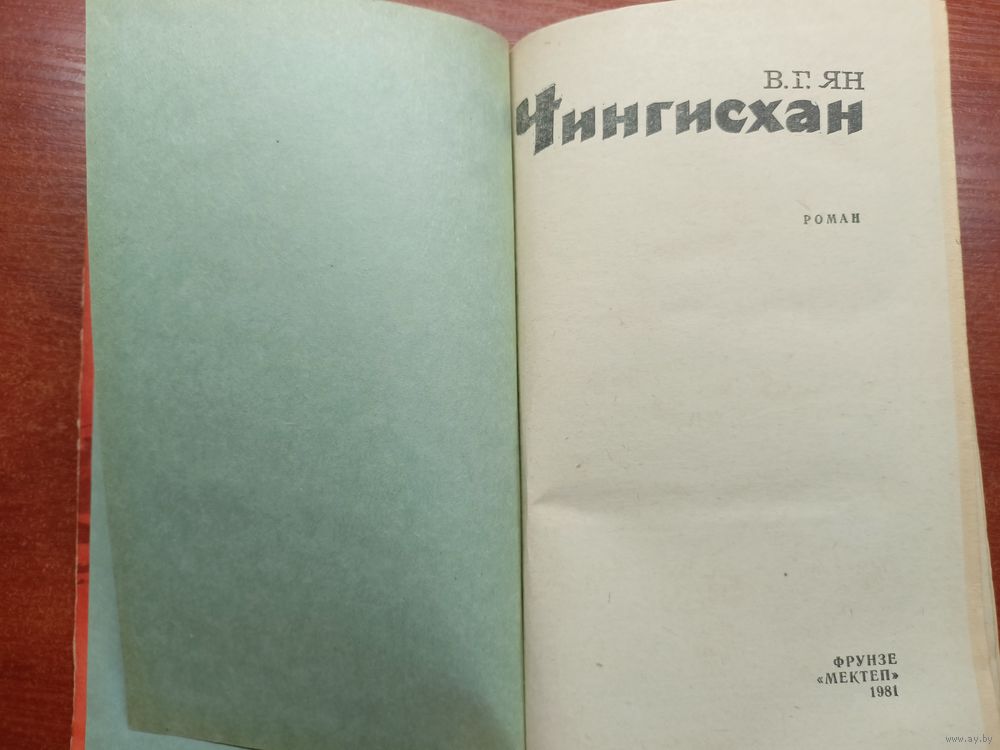 В. Г. ЯН
Чингисхан
РОМАН
ФРУНЗЕ
«МЕКТЕП»
1981
www.ay.by